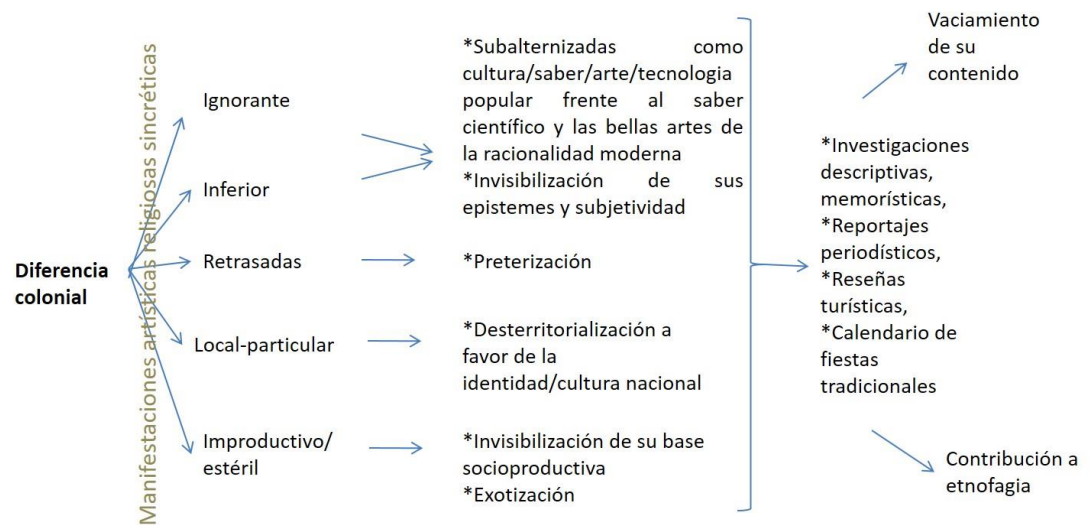 Diferencia
colonial
Manifestaciones artísticas religiosas sincréticas
Ignorante
Inferior
Retrasadas
Local-particular
Improductivo/
estéril
*Subalternizadas como
cultura/saber/arte/tecnologia
popular frente al saber
científico y las bellas artes de
la racionalidad moderna
*Invisibilización de sus
epistemes y subjetividad
*Preterización
*Desterritorialización a
favor de la
identidad/cultura nacional
*Invisibilización de su base
socioproductiva
*Exotización
Vaciamiento
de su
contenido
*Investigaciones
descriptivas,
memorísticas,
*Reportajes
periodísticos,
*Reseñas
turísticas,
*Calendario de
fiestas
tradicionales
Contribución a
etnofagia